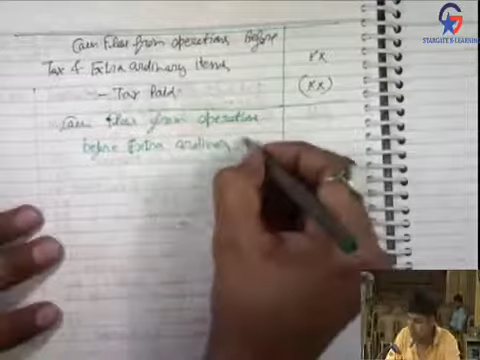 Cash Flow from operations Before
Tax & Extra ordinary items
xx
- Tax Paid
(xx)
Cash flow from operation
before Extra ordinary
G
STARGATE E-LEARNIN